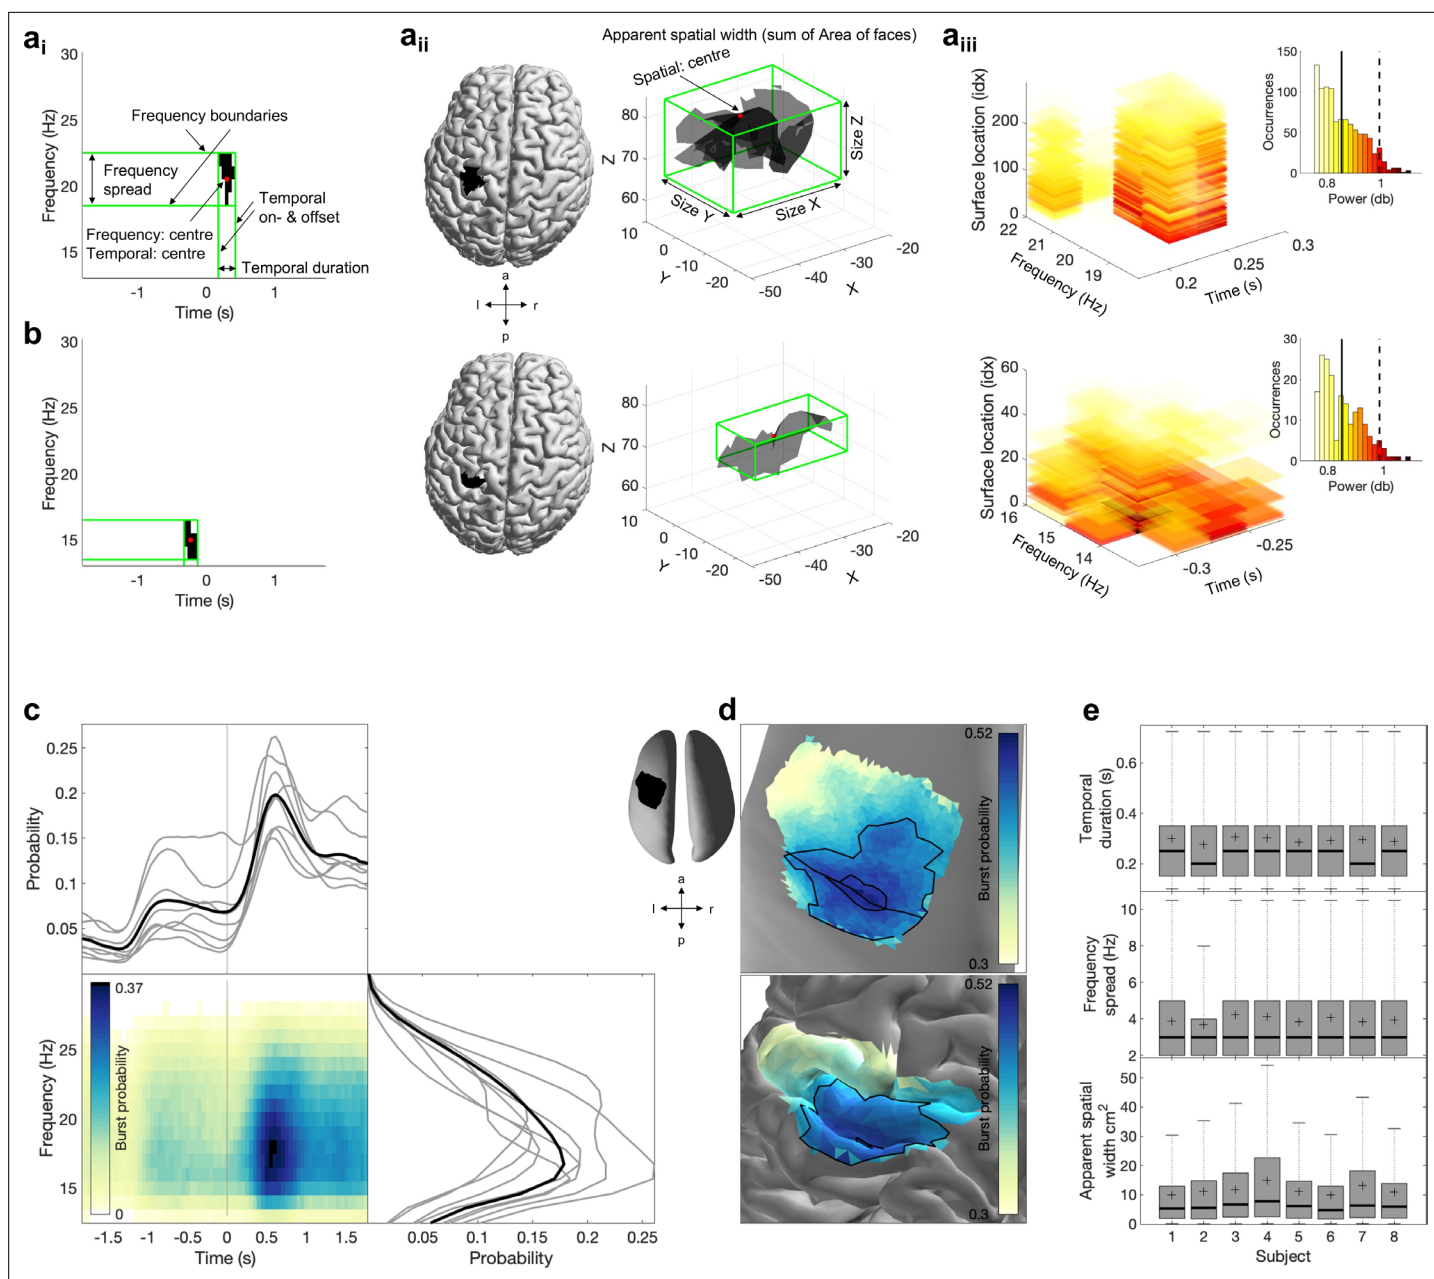 ai
30
25
20
15
Frequency (Hz)
Frequency boundaries
Frequency
spread
Temporal
on- & offset
Frequency: centre
Temporal: centre
Temporal duration
-1
0
1
Time (s)
aii
Apparent spatial width (sum of Area of faces)
Spatial: centre
80
70
60
Z
Size Z
Size Y
Size X
10
0
-10
-20
Y
-50
-40
-30
-20
X
a
l
r
p
aiii
Surface location (idx)
200
100
0
22
21
20
19
Frequency (Hz)
0.2
0.25
0.3
Time (s)
150
100
50
0
Occurrences
0.8
1
Power (db)
b
30
25
20
15
Frequency (Hz)
-1
0
1
Time (s)
80
70
60
Z
10
0
-10
-20
Y
-50
-40
-30
-20
X
Surface location (idx)
60
40
20
0
16
15
14
Frequency (Hz)
-0.3
-0.25
Time (s)
30
20
10
0
Occurrences
0.8
1
Power (db)
c
0.25
0.2
0.15
0.1
0.05
Probability
0.37
0
Burst probability
25
20
15
Frequency (Hz)
-1.5
-1
-0.5
0
0.5
1
1.5
Time (s)
0.05
0.1
0.15
0.2
0.25
Probability
a
l
r
p
d
0.52
Burst probability
0.3
0.52
Burst probability
0.3
e
Temporal
duration (s)
0.6
0.4
0.2
Frequency
spread (Hz)
10
8
6
4
2
Apparent spatial
width cm2
50
40
30
20
10
0
1
2
3
4
5
6
7
8
Subject